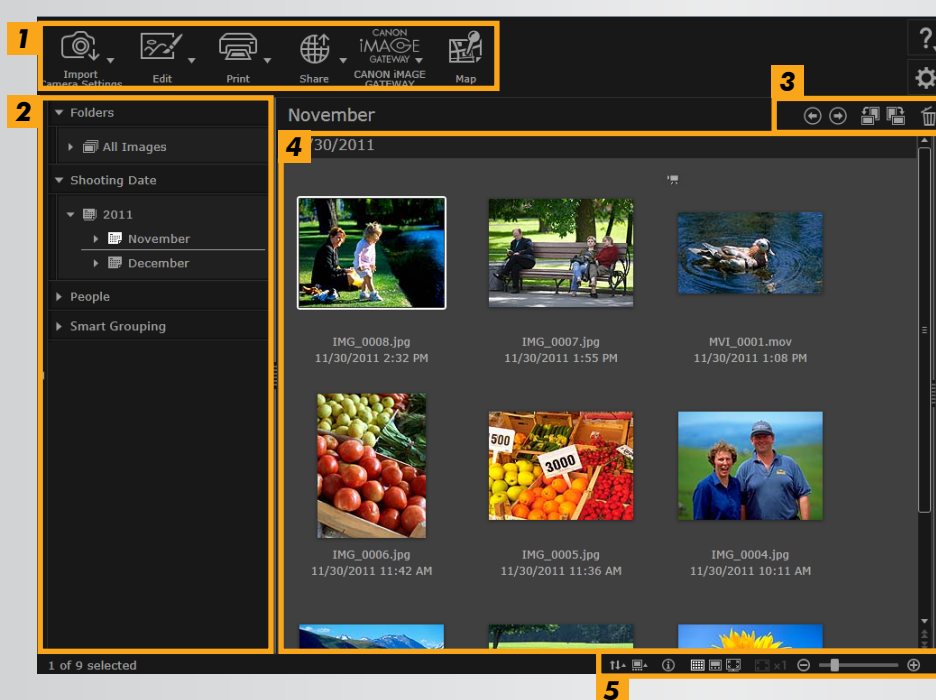 1
CANON
iMAGE
GATEWAY
Import
Camera Settings
Edit
Print
Share
CANON iMAGE
GATEWAY
Map
?
2
Folders
All Images
Shooting Date
2011
November
December
People
Smart Grouping
3
November
4
/30/2011
IMG_0008.jpg
11/30/2011 2:32 PM
IMG_0007.jpg
11/30/2011 1:55 PM
MVI_0001.mov
11/30/2011 1:08 PM
500
3000
IMG_0006.jpg
11/30/2011 11:42 AM
IMG_0005.jpg
11/30/2011 11:36 AM
IMG_0004.jpg
11/30/2011 10:11 AM
1 of 9 selected
x1
5